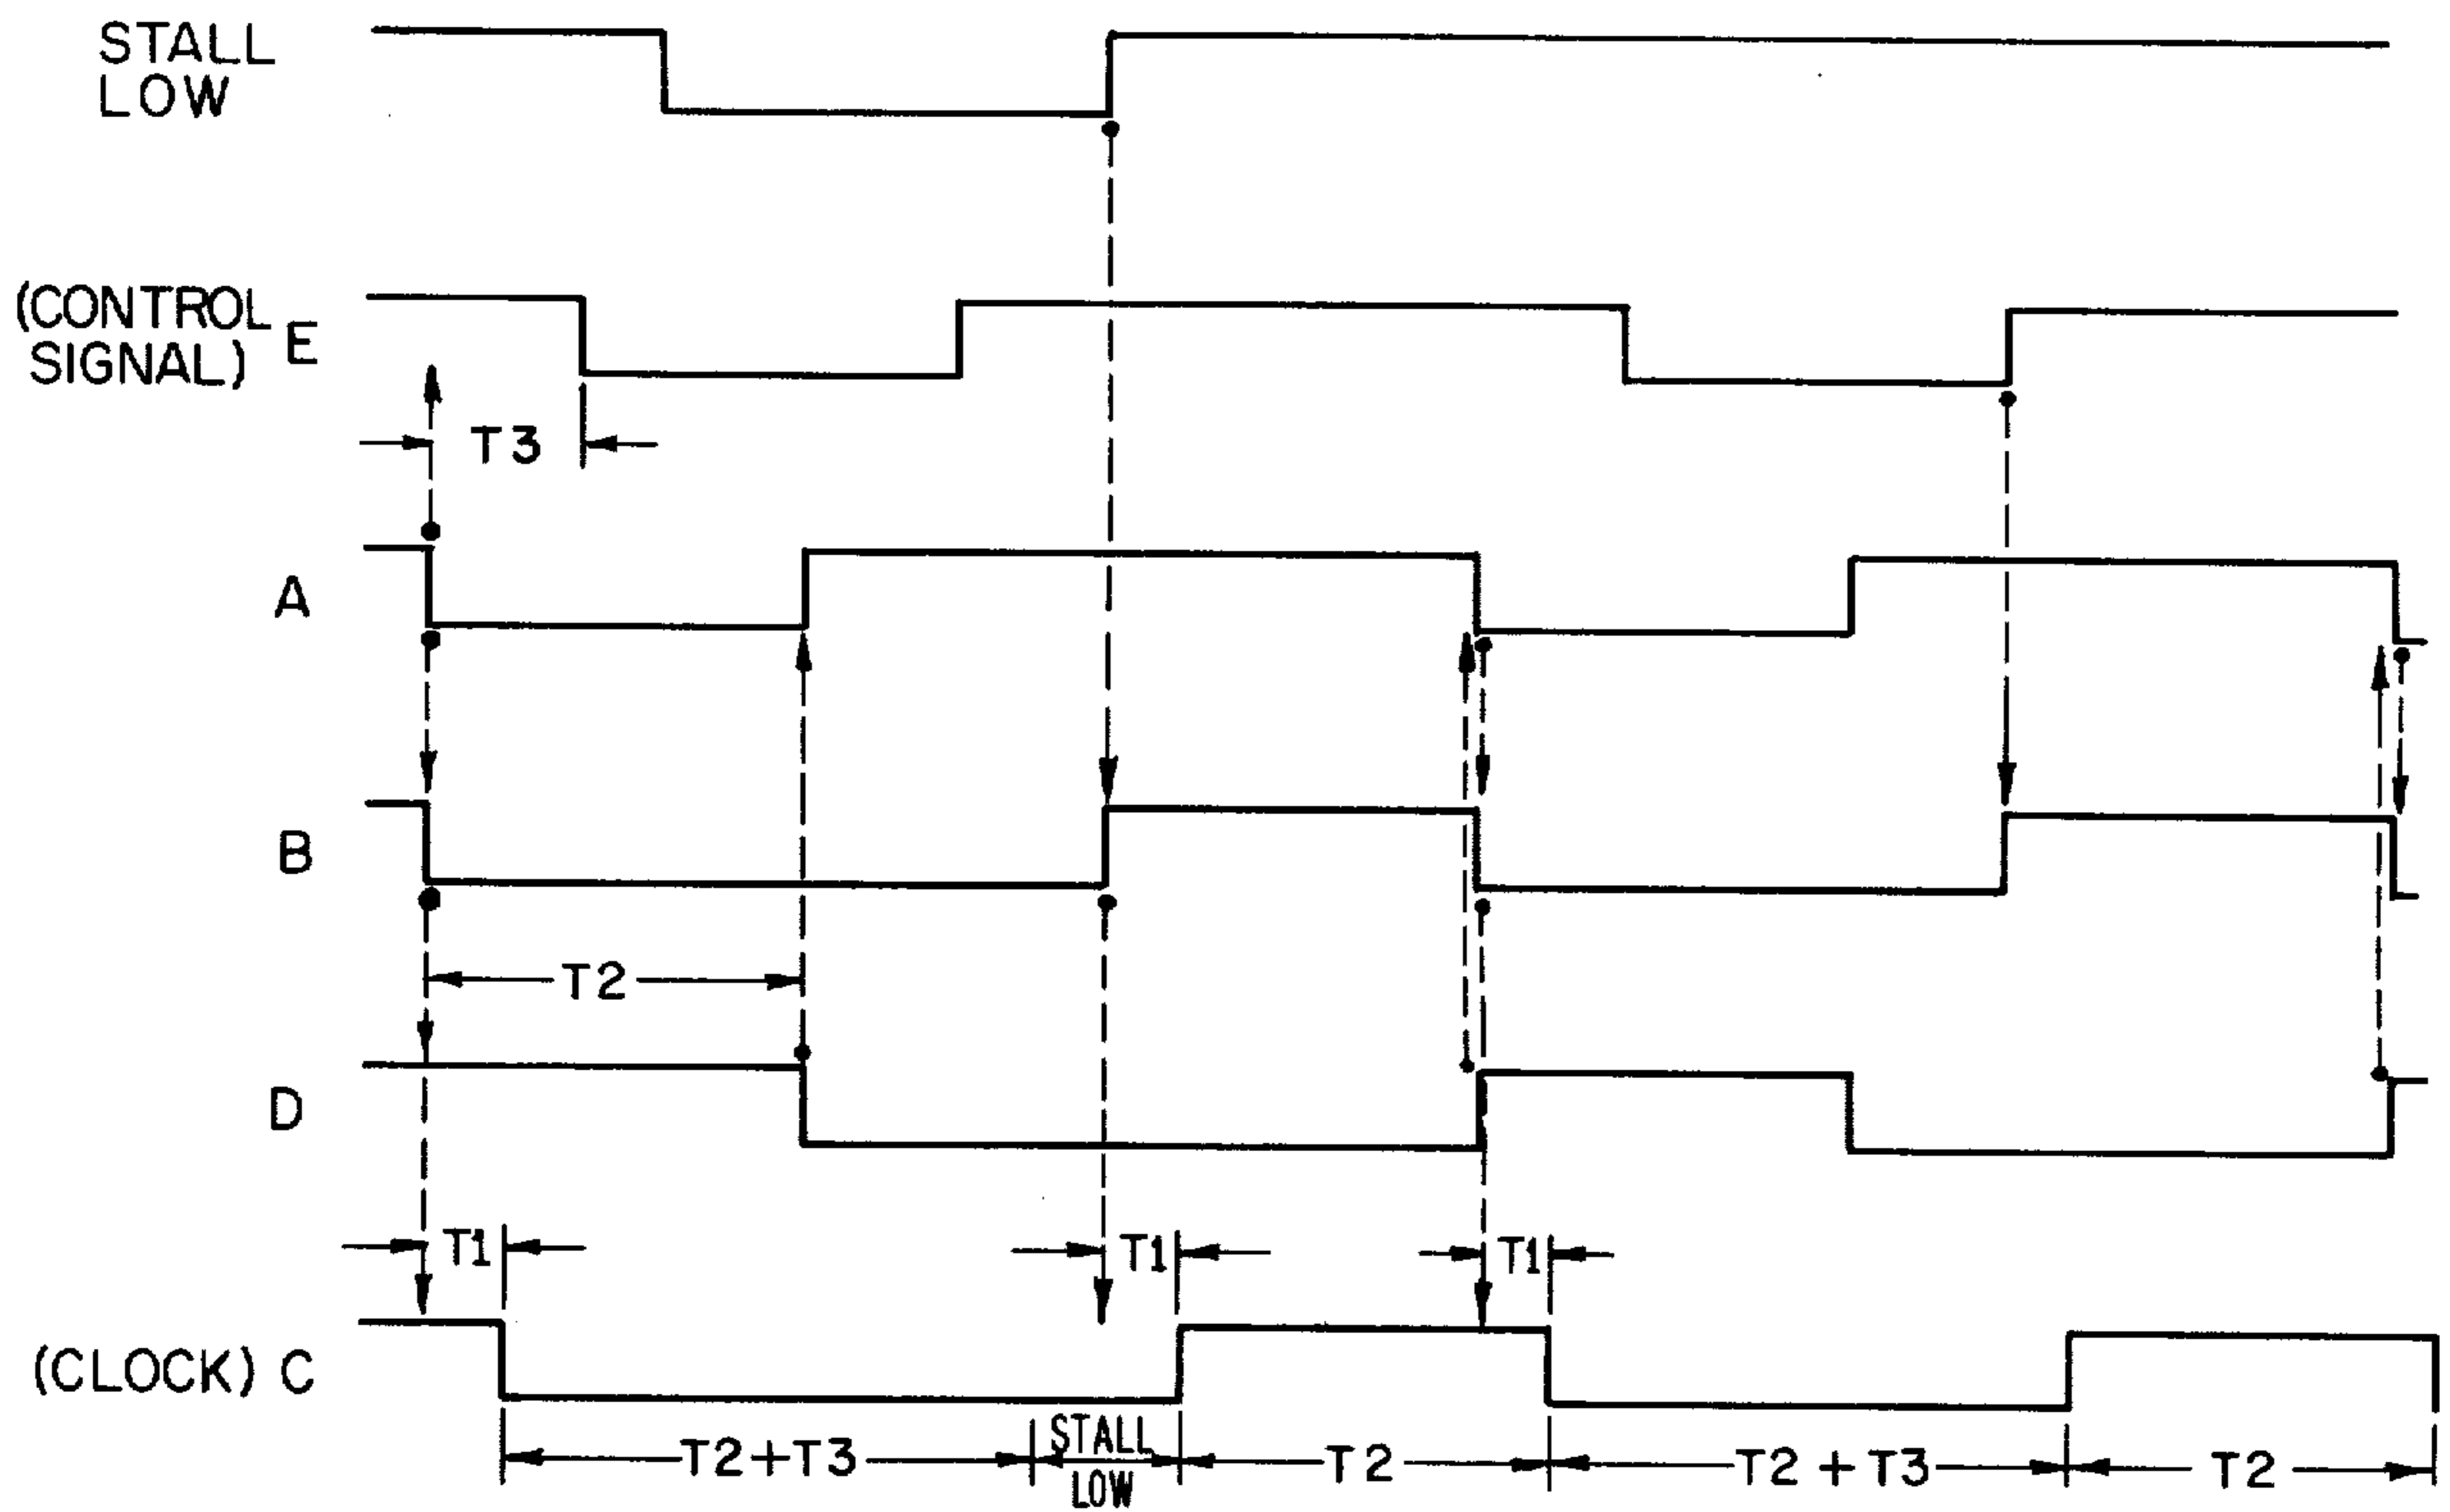 STALL
LOW
(CONTROL
SIGNAL) E
T3
A
B
T2
D
T1 T1 T1
(CLOCK) C
T2+T3 STALL LOW T2 T2+T3 T2